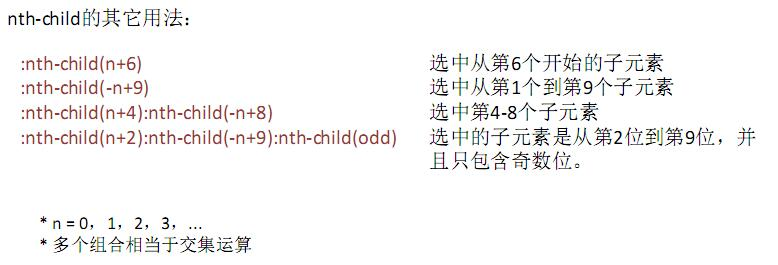 nth-child的其它用法：
:nth-child(n+6) 选中从第6个开始的子元素
:nth-child(-n+9) 选中从第1个到第9个子元素
:nth-child(n+4):nth-child(-n+8) 选中第4-8个子元素
:nth-child(n+2):nth-child(-n+9):nth-child(odd) 选中的子元素是从第2位到第9位，并
且只包含奇数位。
* n = 0，1，2，3，...
* 多个组合相当于交集运算